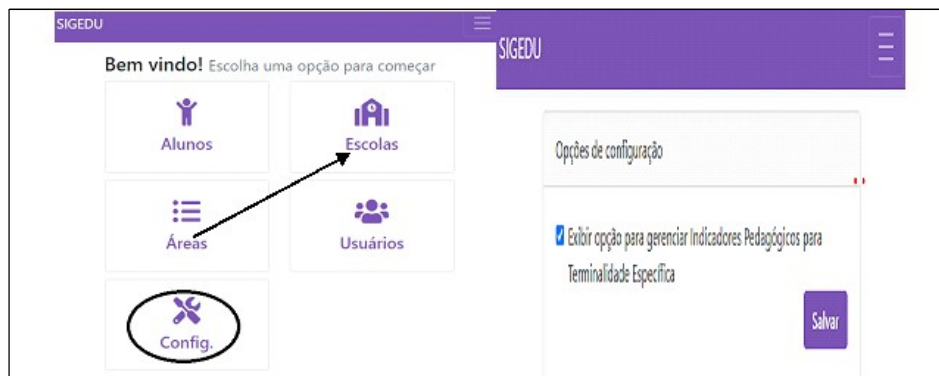 SIGEDU
Bem vindo! Escolha uma opção para começar
Alunos
Escolas
Áreas
Usuários
Config.
SIGEDU
Opções de configuração
Exibir opção para gerenciar Indicadores Pedagógicos para
Terminalidade Específica
Salvar